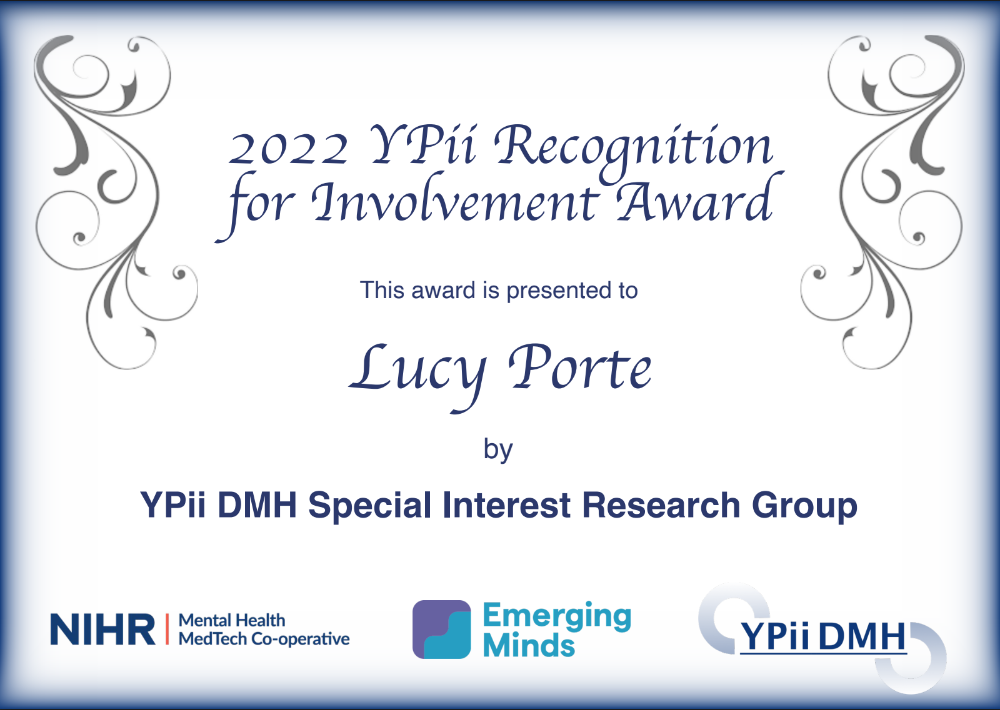 2022 YPii Recognition
for Involvement Award
This award is presented to
Lucy Porte
by
YPii DMH Special Interest Research Group
NIHR | Mental Health
MedTech Co-operative
Emerging
Minds
YPii DMH